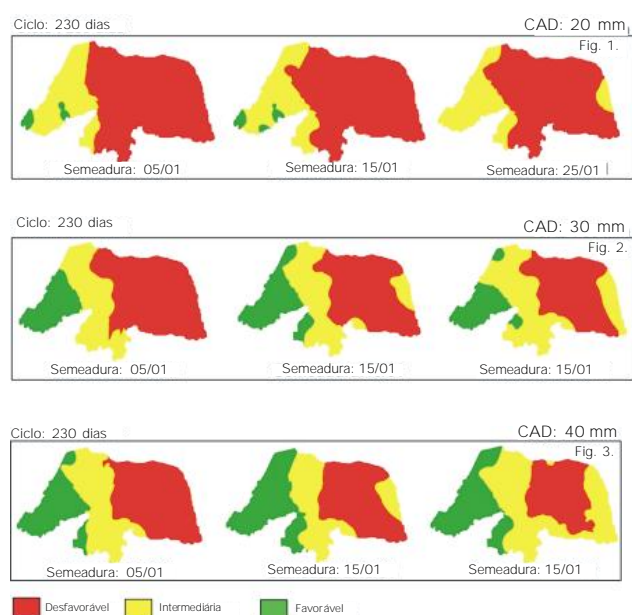 Ciclo: 230 dias CAD: 20 mm
Fig. 1.
Semeadura: 05/01 Semeadura: 15/01 Semeadura: 25/01
Ciclo: 230 dias CAD: 30 mm
Fig. 2.
Semeadura: 05/01 Semeadura: 15/01 Semeadura: 15/01
Ciclo: 230 dias CAD: 40 mm
Fig. 3.
Semeadura: 05/01 Semeadura: 15/01 Semeadura: 15/01
Desfavorável Intermediária Favorável